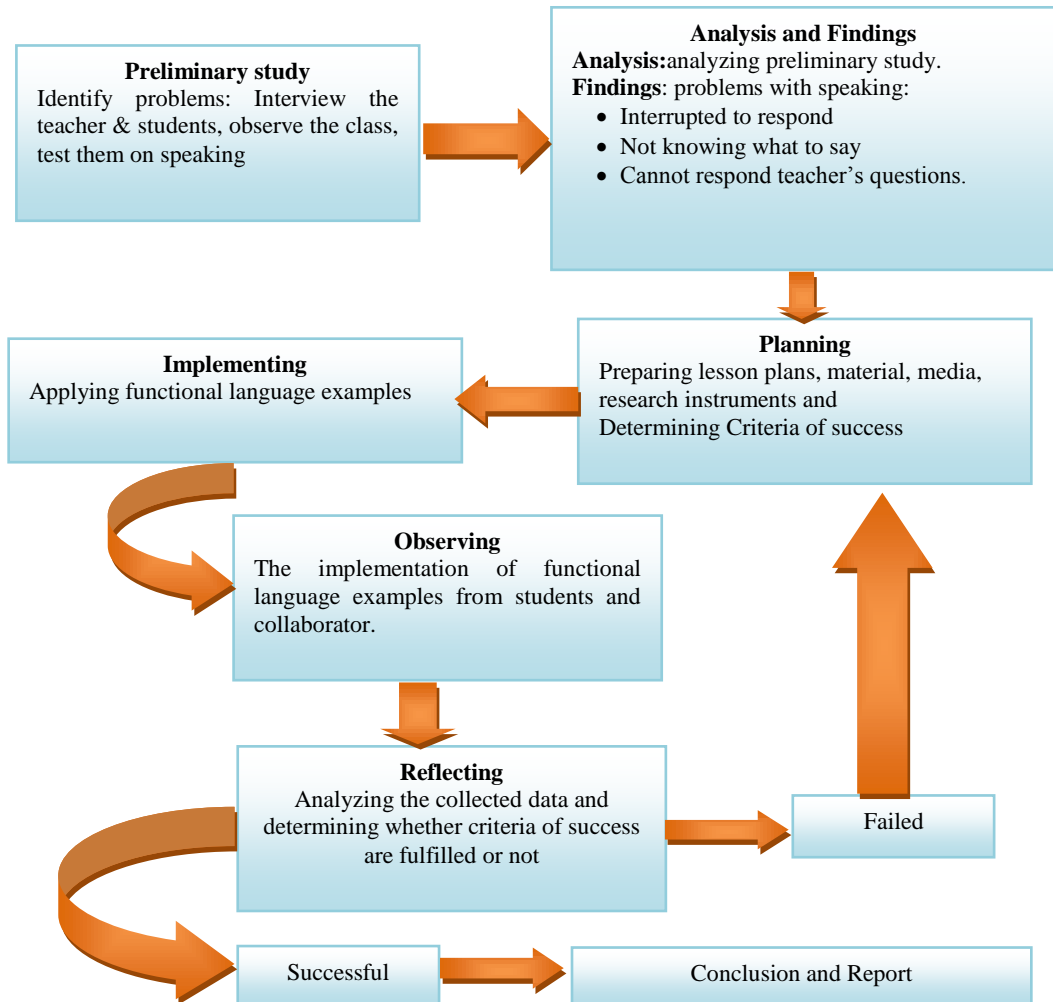 Preliminary study
Identify problems: Interview the
teacher & students, observe the class,
test them on speaking
Analysis and Findings
Analysis:analyzing preliminary study.
Findings: problems with speaking:
• Interrupted to respond
• Not knowing what to say
• Cannot respond teacher’s questions.
Planning
Preparing lesson plans, material, media,
research instruments and
Determining Criteria of success
Implementing
Applying functional language examples
Observing
The implementation of functional
language examples from students and
collaborator.
Reflecting
Analyzing the collected data and
determining whether criteria of success
are fulfilled or not
Failed
Successful
Conclusion and Report